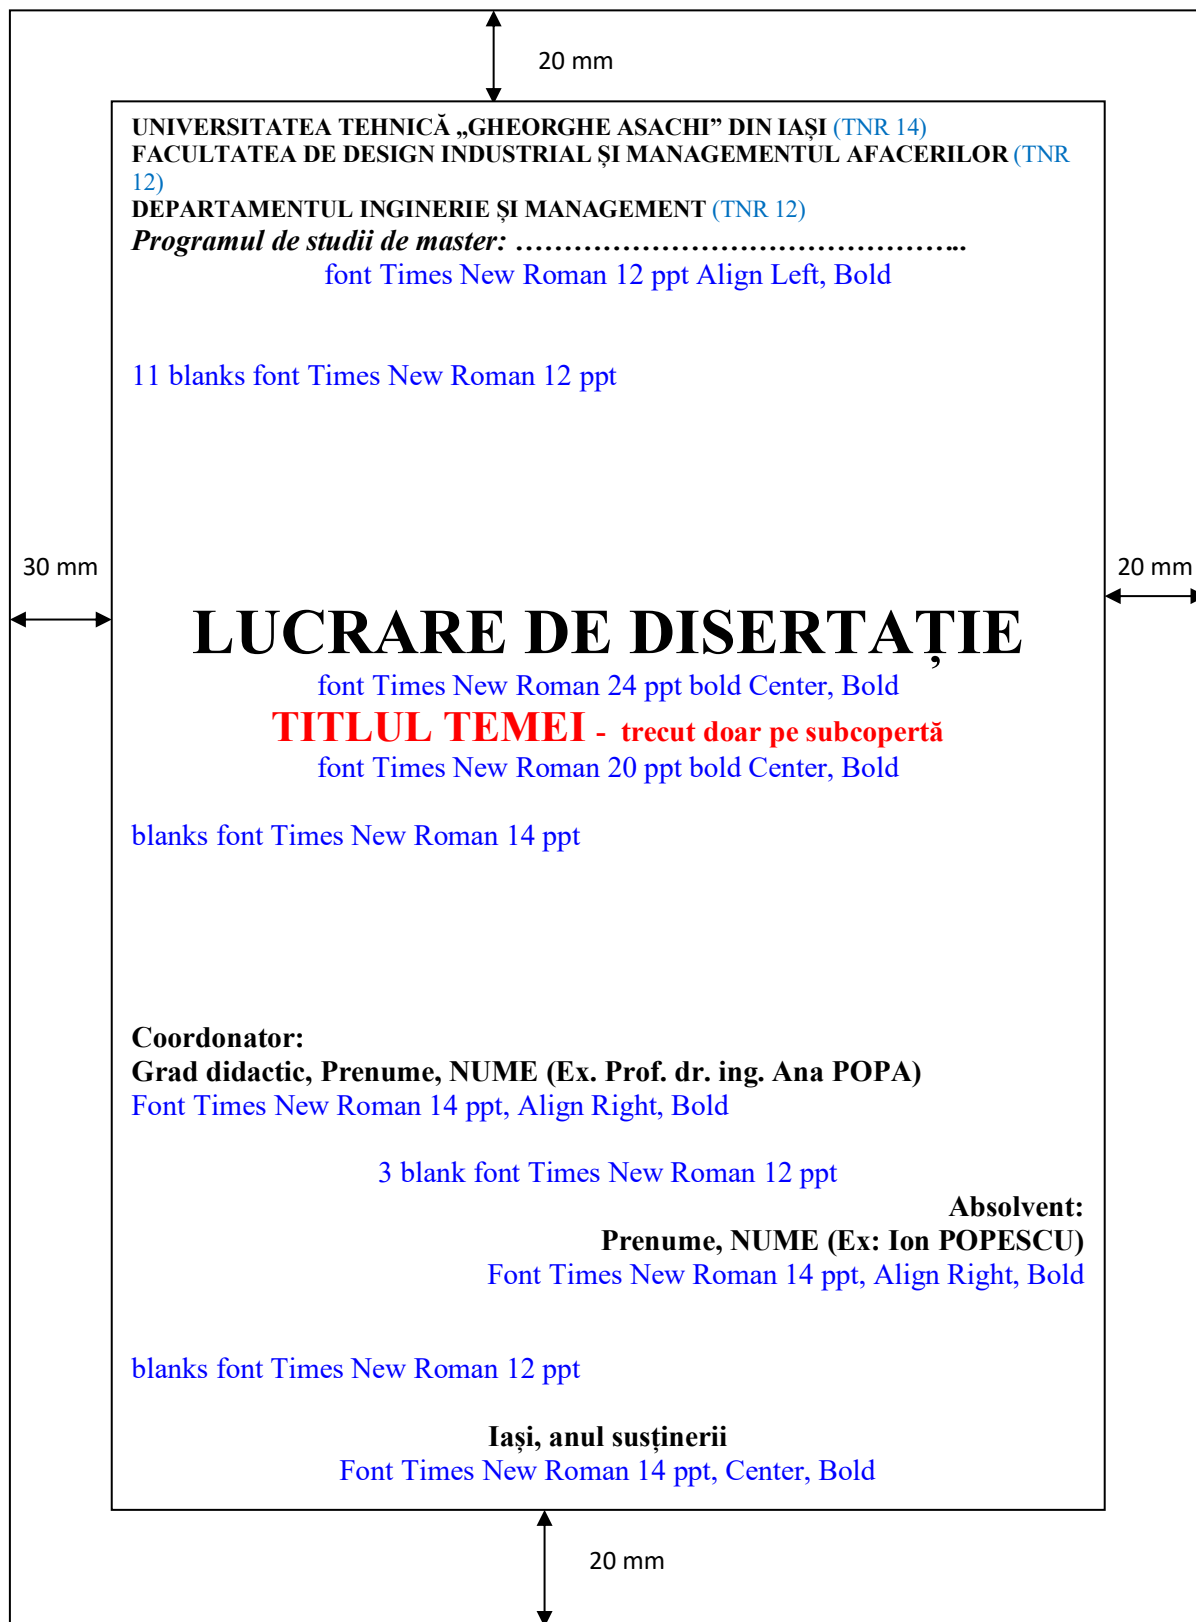 20 mm
UNIVERSITATEA TEHNICĂ „GHEORGHE ASACHI” DIN IAȘI (TNR 14)
FACULTATEA DE DESIGN INDUSTRIAL ȘI MANAGEMENTUL AFACERILOR (TNR
12)
DEPARTAMENTUL INGINERIE ȘI MANAGEMENT (TNR 12)
Programul de studii de master: ………………………………………..
font Times New Roman 12 ppt Align Left, Bold
11 blanks font Times New Roman 12 ppt
30 mm
20 mm
LUCRARE DE DISERTAȚIE
font Times New Roman 24 ppt bold Center, Bold
TITLUL TEMEI - trecut doar pe subcopertă
font Times New Roman 20 ppt bold Center, Bold
blanks font Times New Roman 14 ppt
Coordonator:
Grad didactic, Prenume, NUME (Ex. Prof. dr. ing. Ana POPA)
Font Times New Roman 14 ppt, Align Right, Bold
3 blank font Times New Roman 12 ppt
Absolvent:
Prenume, NUME (Ex: Ion POPESCU)
Font Times New Roman 14 ppt, Align Right, Bold
blanks font Times New Roman 12 ppt
Iași, anul susținerii
Font Times New Roman 14 ppt, Center, Bold
20 mm